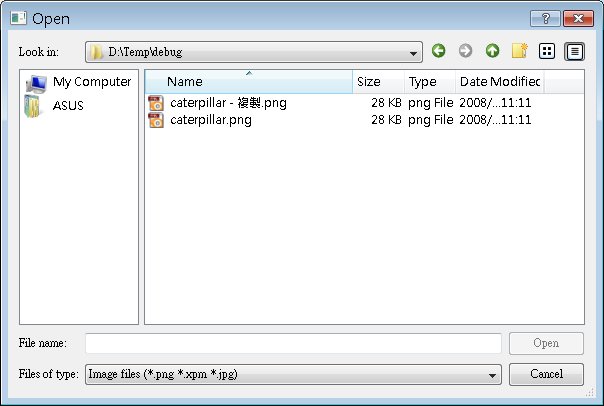 Open
Look in: D:\Temp\debug
My Computer
ASUS
Name Size Type Date Modified
caterpillar - 複製.png 28 KB png File 2008/...11:11
caterpillar.png 28 KB png File 2008/...11:11
File name: Open
Files of type: Image files (*.png *.xpm *.jpg) Cancel